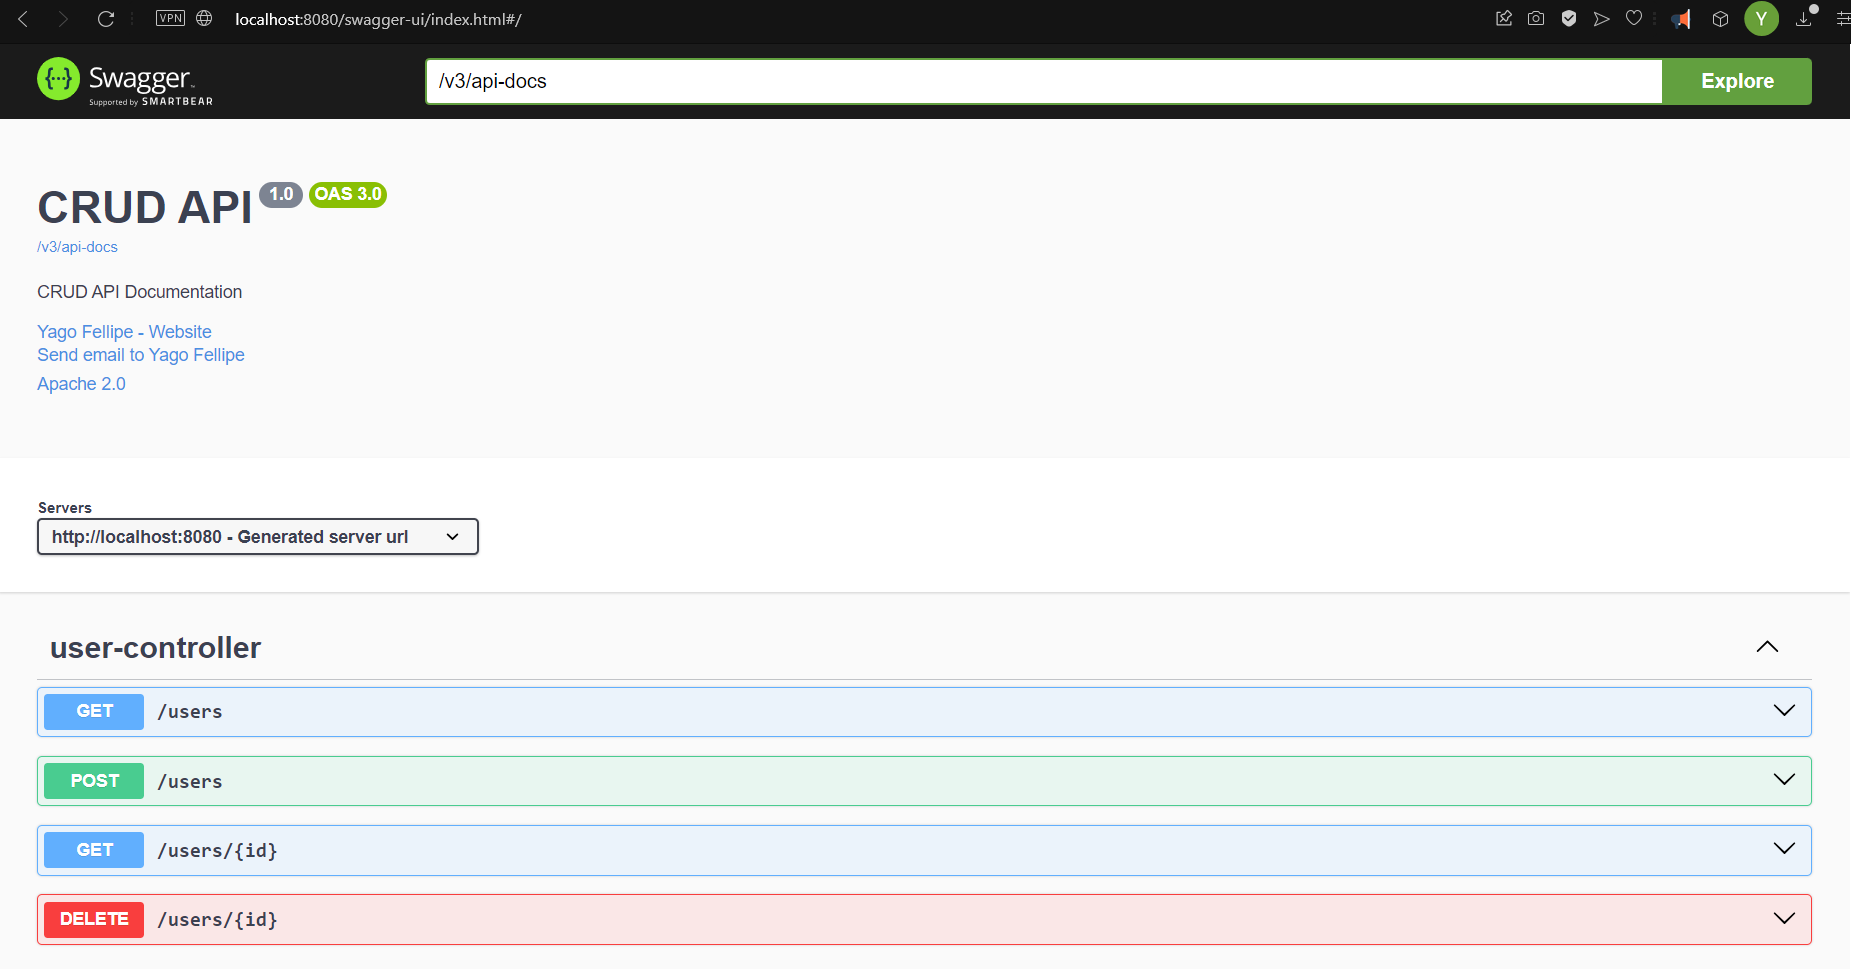 VPN localhost:8080/swagger-ui/index.html#/ Y
{···} Swagger™ /v3/api-docs Explore
Supported by SMARTBEAR
CRUD API 1.0 OAS 3.0
/v3/api-docs
CRUD API Documentation
Yago Fellipe - Website
Send email to Yago Fellipe
Apache 2.0
Servers
http://localhost:8080 - Generated server url
user-controller
GET /users
POST /users
GET /users/{id}
DELETE /users/{id}